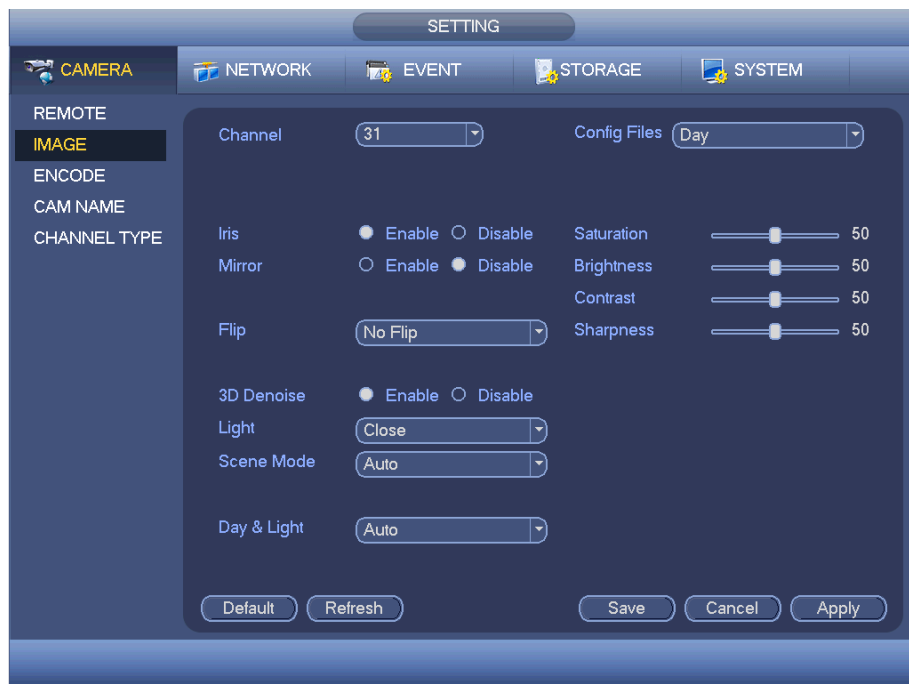 SETTING
CAMERA NETWORK EVENT STORAGE SYSTEM
REMOTE
IMAGE
ENCODE
CAM NAME
CHANNEL TYPE
Channel 31 Config Files Day
Iris Enable Disable Saturation 50
Mirror Enable Disable Brightness 50
Contrast 50
Flip No Flip Sharpness 50
3D Denoise Enable Disable
Light Close
Scene Mode Auto
Day & Light Auto
Default Refresh Save Cancel Apply